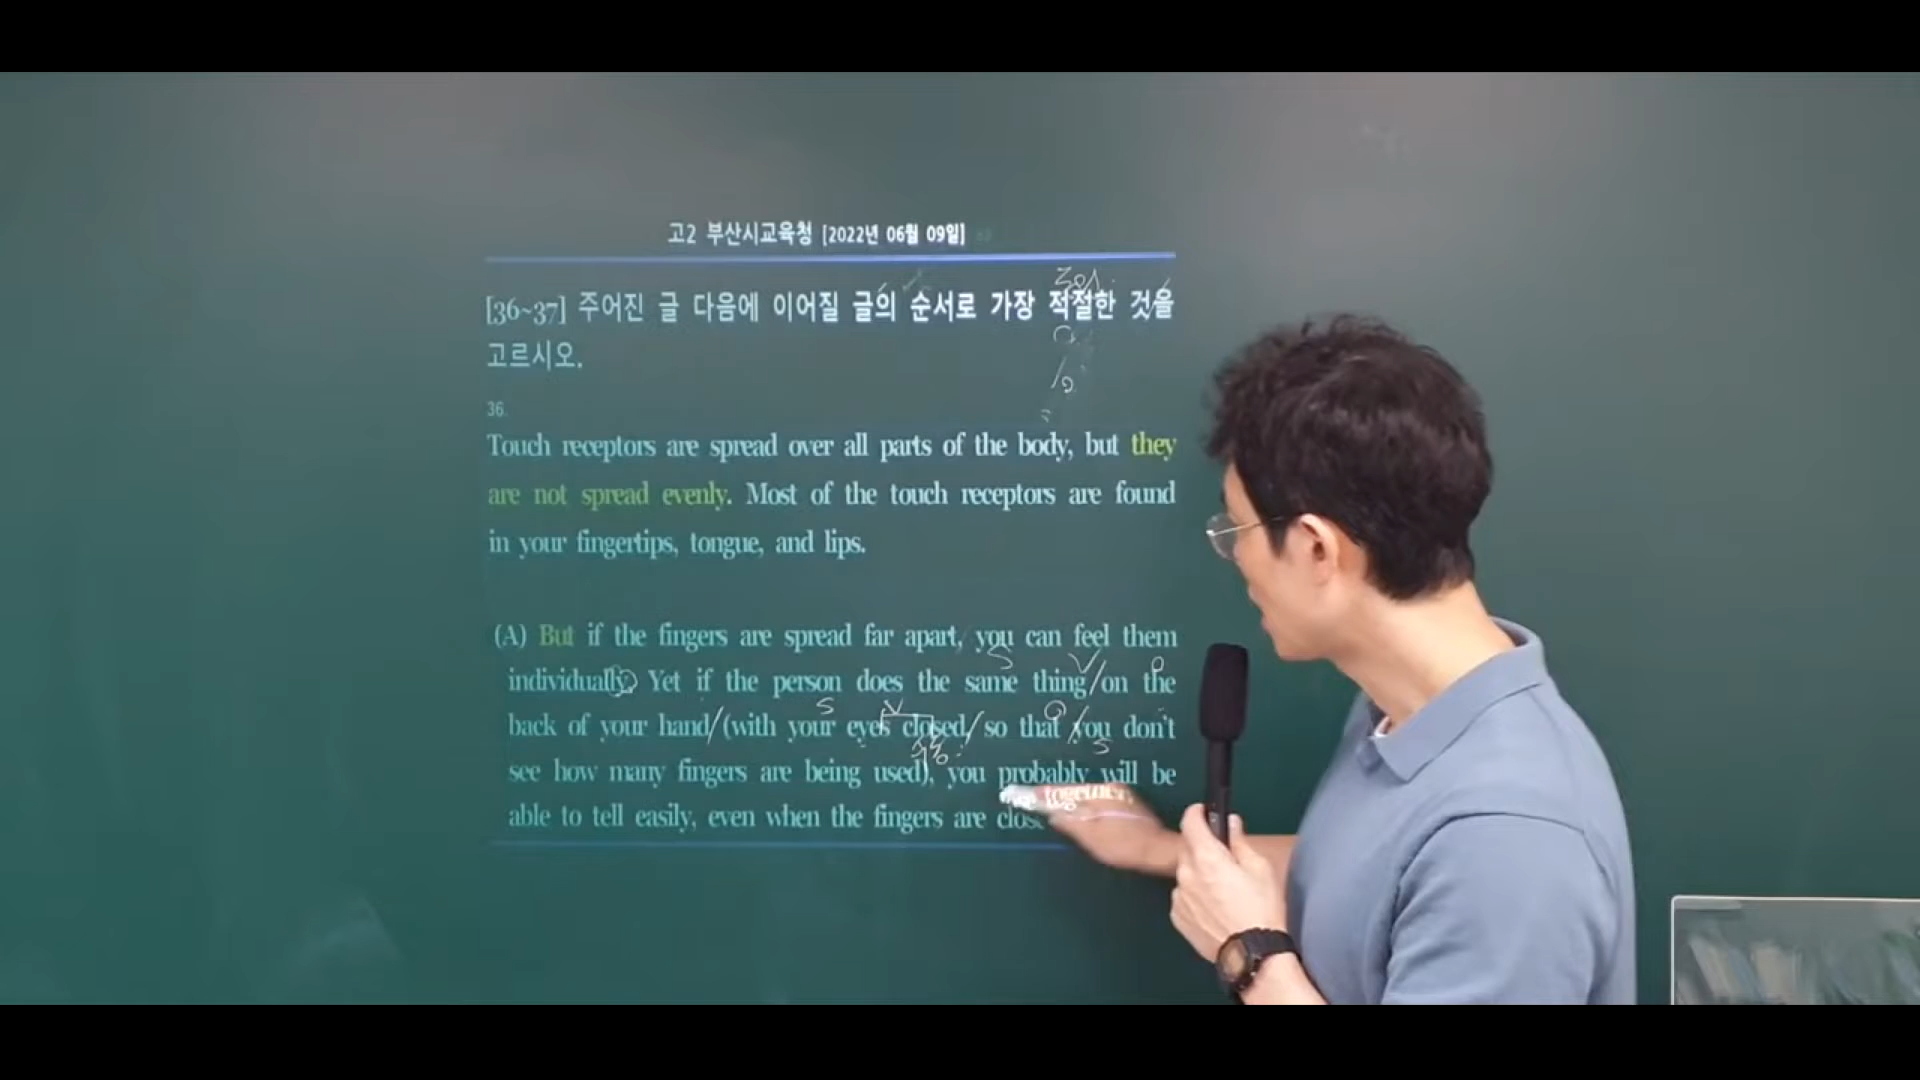 고2 부산시교육청 [2022년 06월 09일]
[36~37] 주어진 글 다음에 이어질 글의 순서로 가장 적절한 것을
고르시오.
36.
Touch receptors are spread over all parts of the body, but they
are not spread evenly. Most of the touch receptors are found
in your fingertips, tongue, and lips.
(A) But if the fingers are spread far apart, you can feel them
S V O
individually. Yet if the person does the same thing/on the
S V O
back of your hand/(with your eyes closed/so that/you don't
수동 S
see how many fingers are being used), you probably will be
able to tell easily, even when the fingers are close together.